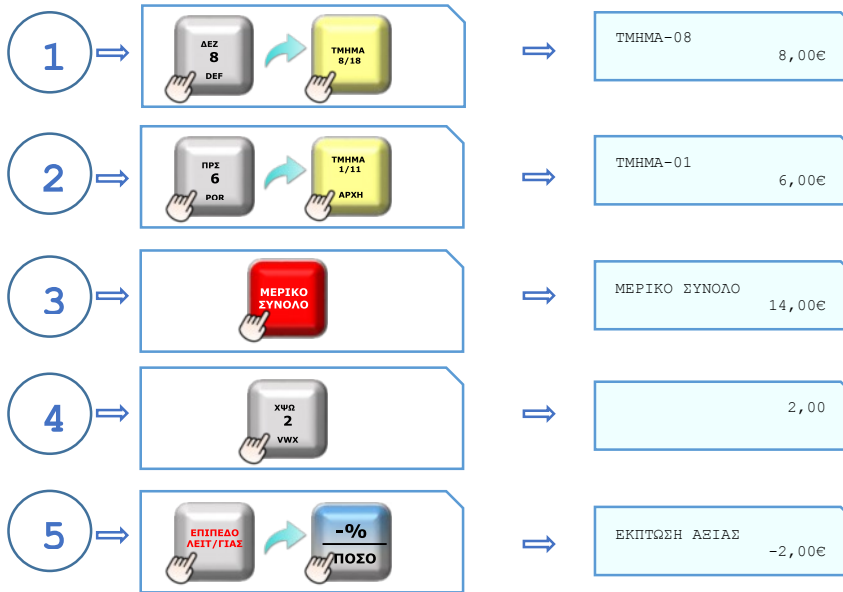 1
ΔΕΖ
8
DEF
ΤΜΗΜΑ
8/18
ΤΜΗΜΑ-08
8,00€
2
ΠΡΣ
6
PQR
ΤΜΗΜΑ
1/11
ΑΡΧΗ
ΤΜΗΜΑ-01
6,00€
3
ΜΕΡΙΚΟ
ΣΥΝΟΛΟ
ΜΕΡΙΚΟ ΣΥΝΟΛΟ
14,00€
4
ΧΨΩ
2
VWX
2,00
5
ΕΠΙΠΕΔΟ
ΛΕΙΤ/ΓΙΑΣ
-%
ΠΟΣΟ
ΕΚΠΤΩΣΗ ΑΞΙΑΣ
-2,00€